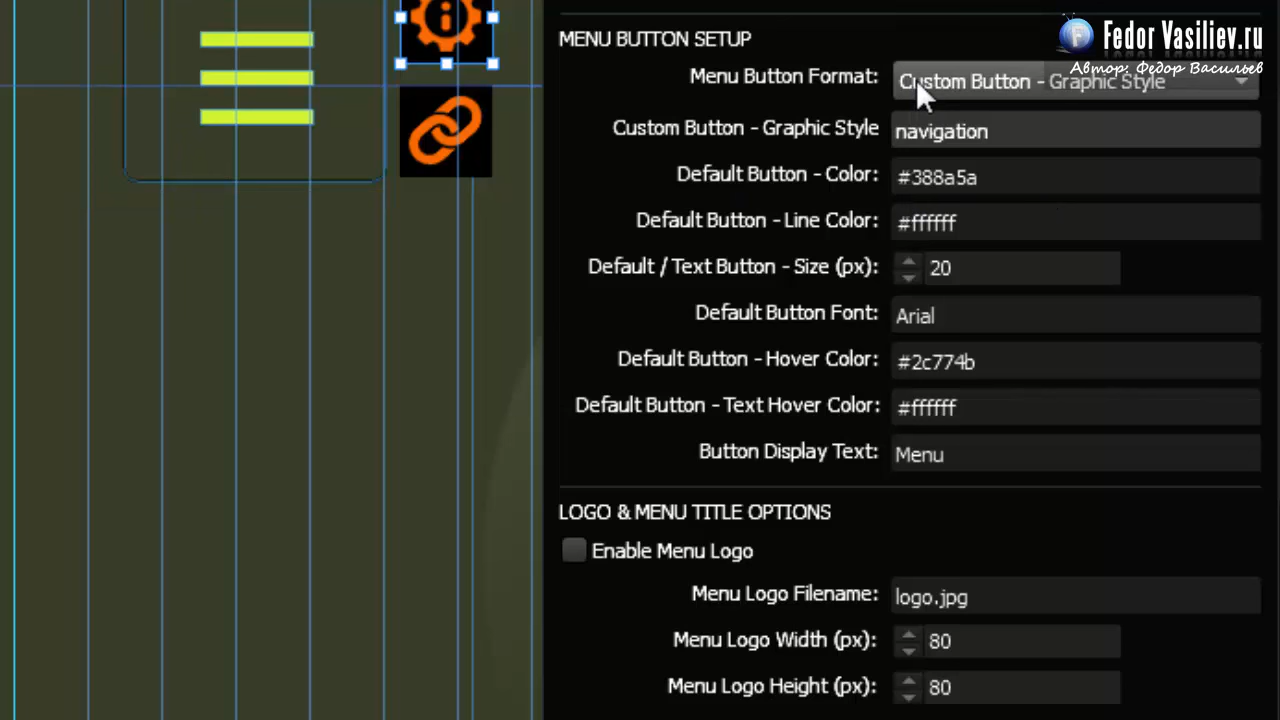 Fedor Vasiliev.ru
Автор: Федор Васильев
MENU BUTTON SETUP
Menu Button Format: Custom Button - Graphic Style
Custom Button - Graphic Style navigation
Default Button - Color: #388a5a
Default Button - Line Color: #ffffff
Default / Text Button - Size (px): 20
Default Button Font: Arial
Default Button - Hover Color: #2c774b
Default Button - Text Hover Color: #ffffff
Button Display Text: Menu
LOGO & MENU TITLE OPTIONS
Enable Menu Logo
Menu Logo Filename: logo.jpg
Menu Logo Width (px): 80
Menu Logo Height (px): 80